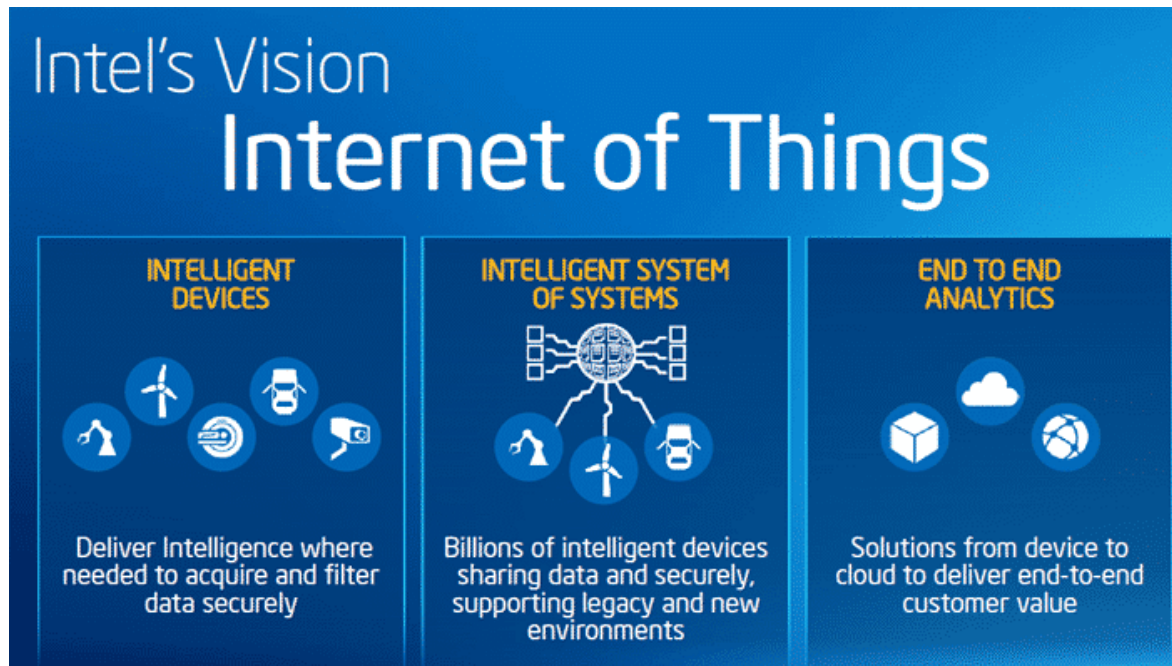 Intel's Vision
Internet of Things
INTELLIGENT
DEVICES
Deliver Intelligence where
needed to acquire and filter
data securely
INTELLIGENT SYSTEM
OF SYSTEMS
Billions of intelligent devices
sharing data and securely,
supporting legacy and new
environments
END TO END
ANALYTICS
Solutions from device to
cloud to deliver end-to-end
customer value